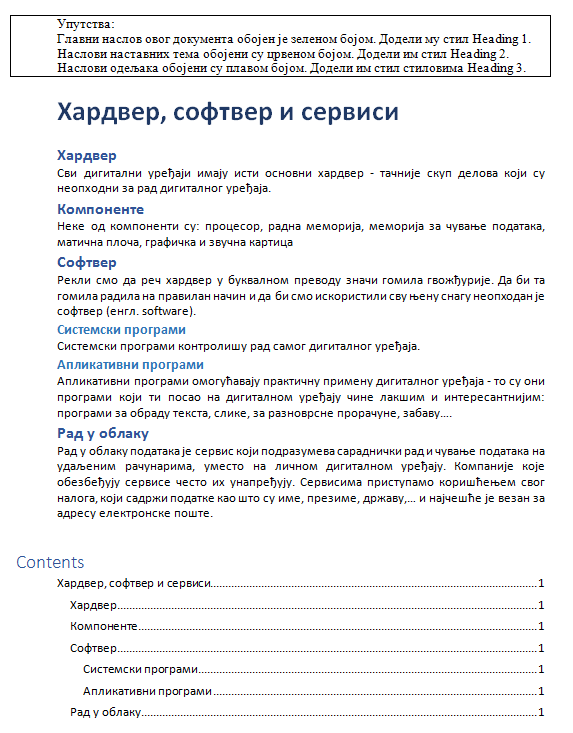 Упутства:
Главни наслов овог документа обојен је зеленом бојом. Додели му стил Heading 1.
Наслови наставних тема обојени су црвеном бојом. Додели им стил Heading 2.
Наслови одељака обојени су плавом бојом. Додели им стил стиловима Heading 3.
Хардвер, софтвер и сервиси
Хардвер
Сви дигитални уређаји имају исти основни хардвер - тачније скуп делова који су
неопходни за рад дигиталног уређаја.
Компоненте
Неке од компоненти су: процесор, радна меморија, меморија за чување података,
матична плоча, графичка и звучна картица
Софтвер
Рекли смо да реч хардвер у буквалном преводу значи гомила гвожђурије. Да би та
гомила радила на правилан начин и да би смо искористили сву њену снагу неопходан је
софтвер (енгл. software).
Системски програми
Системски програми контролишу рад самог дигиталног уређаја.
Апликативни програми
Апликативни програми омогућавају практичну примену дигиталног уређаја - то су они
програми који ти посао на дигиталном уређају чине лакшим и интересантнијим:
програми за обраду текста, слике, за разноврсне прорачуне, забаву....
Рад у облаку
Рад у облаку података је сервис који подразумева сараднички рад и чување података на
удаљеним рачунарима, уместо на личном дигиталном уређају. Компаније које
обезбеђују сервисе често их унапређују. Сервисима приступамо коришћењем свог
налога, који садржи податке као што су име, презиме, државу,... и најчешће је везан за
адресу електронске поште.
Contents
Хардвер, софтвер и сервиси....................1
Хардвер....................1
Компоненте....................1
Софтвер....................1
Системски програми....................1
Апликативни програми....................1
Рад у облаку....................1